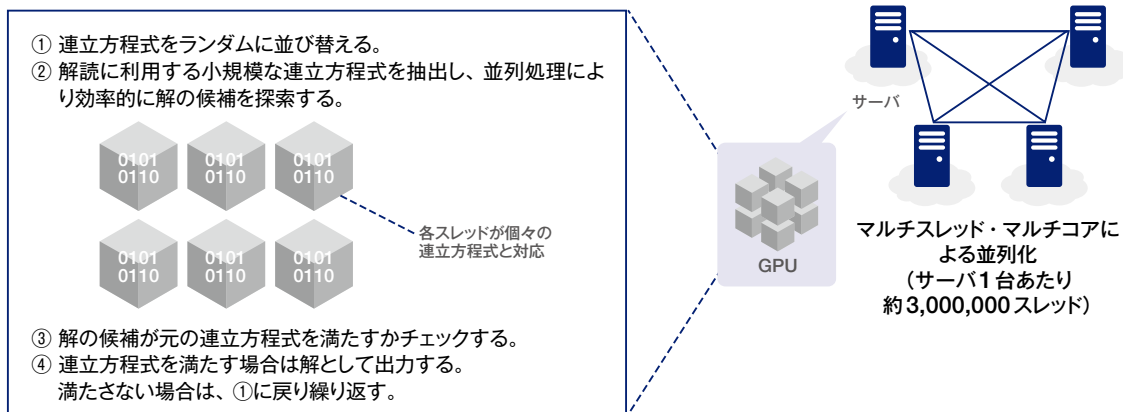 ① 連立方程式をランダムに並び替える。
② 解読に利用する小規模な連立方程式を抽出し、並列処理によ
り効率的に解の候補を探索する。
0101
0110
0101
0110
0101
0110
0101
0110
0101
0110
0101
0110
各スレッドが個々の
連立方程式と対応
③ 解の候補が元の連立方程式を満たすかチェックする。
④ 連立方程式を満たす場合は解として出力する。
満たさない場合は、①に戻り繰り返す。
GPU
サーバ
マルチスレッド・マルチコアに
よる並列化
(サーバ1台あたり
約3,000,000スレッド)